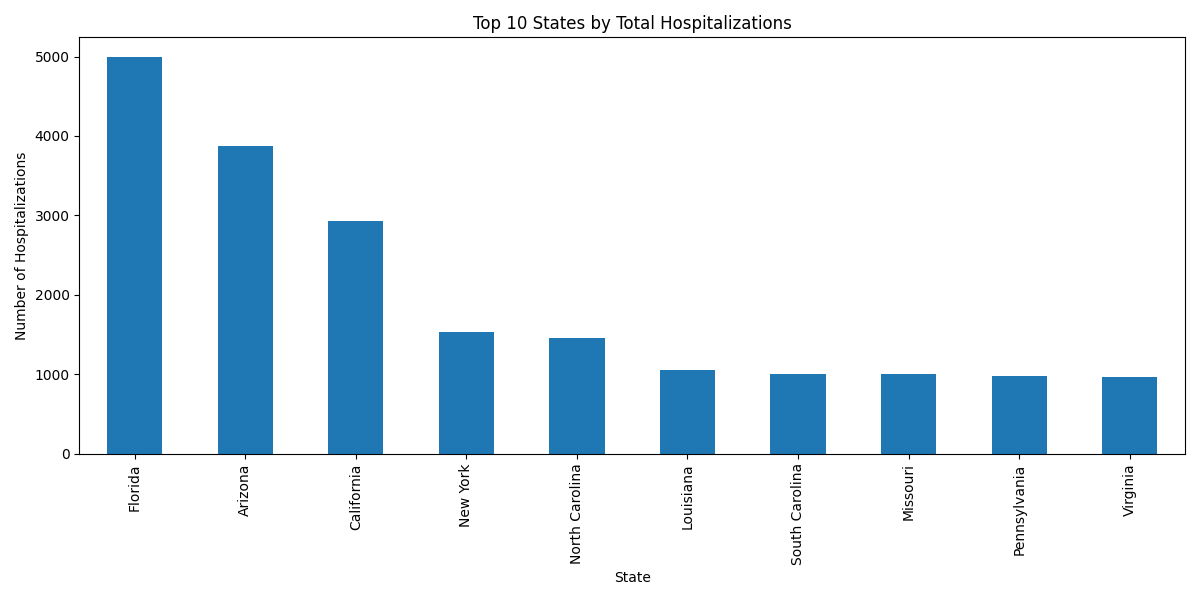 Top 10 States by Total Hospitalizations
Number of Hospitalizations
5000
4000
3000
2000
1000
0
Florida
Arizona
California
New York
North Carolina
Louisiana
South Carolina
Missouri
Pennsylvania
Virginia
State